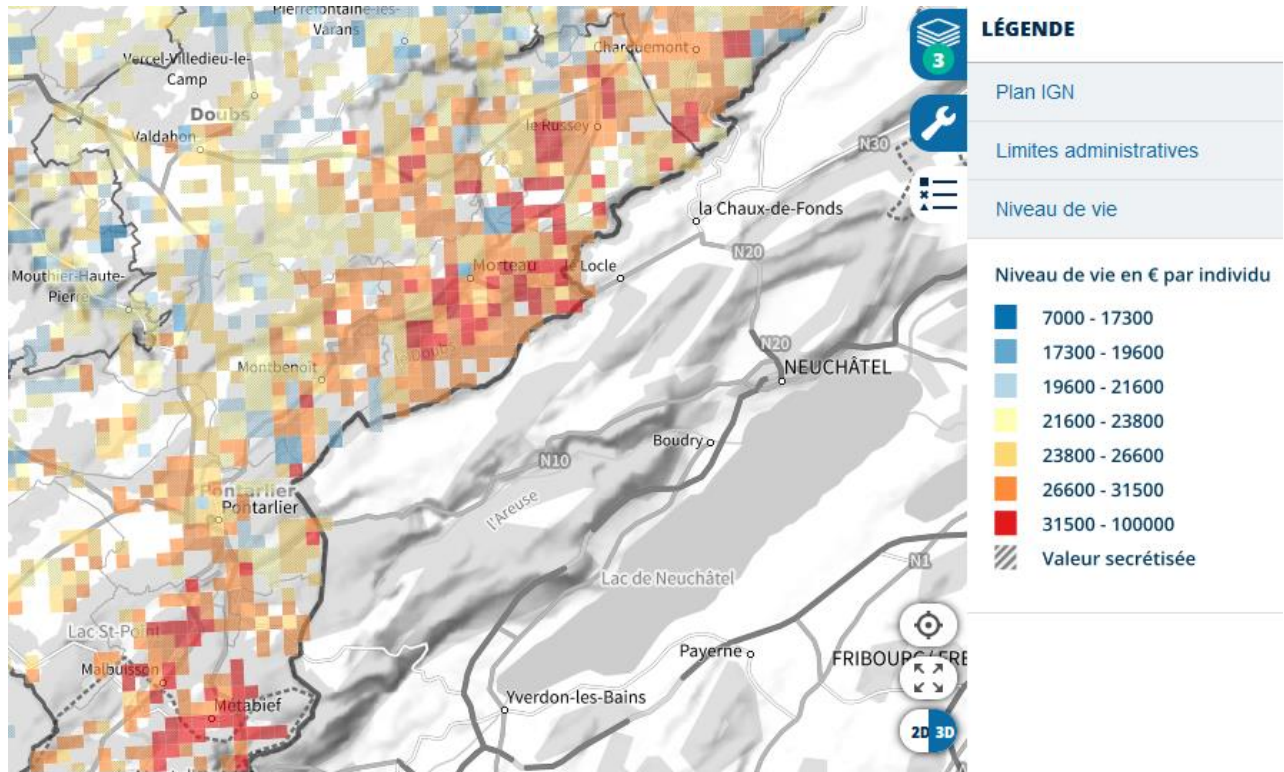 Pierrefontaine-les-
Varans
Charquemont
Vercel-Villedieu-le-
Camp
Doubs
Valdahon
le Russey
N30
la Chaux-de-Fonds
N20
Morteau
le Locle
Mouthier-Haute-
Pierre
le Doubs
N20
Montbenoit
NEUCHÂTEL
Boudry
N10
Pontarlier
Pontarlier
l'Areuse
Lac de Neuchâtel
N1
Lac St-Point
Malbuisson
Payerne
Métabief
Yverdon-les-Bains
3
2D 3D
LÉGENDE
Plan IGN
Limites administratives
Niveau de vie
Niveau de vie en € par individu
7000 - 17300
17300 - 19600
19600 - 21600
21600 - 23800
23800 - 26600
26600 - 31500
31500 - 100000
Valeur secrétisée